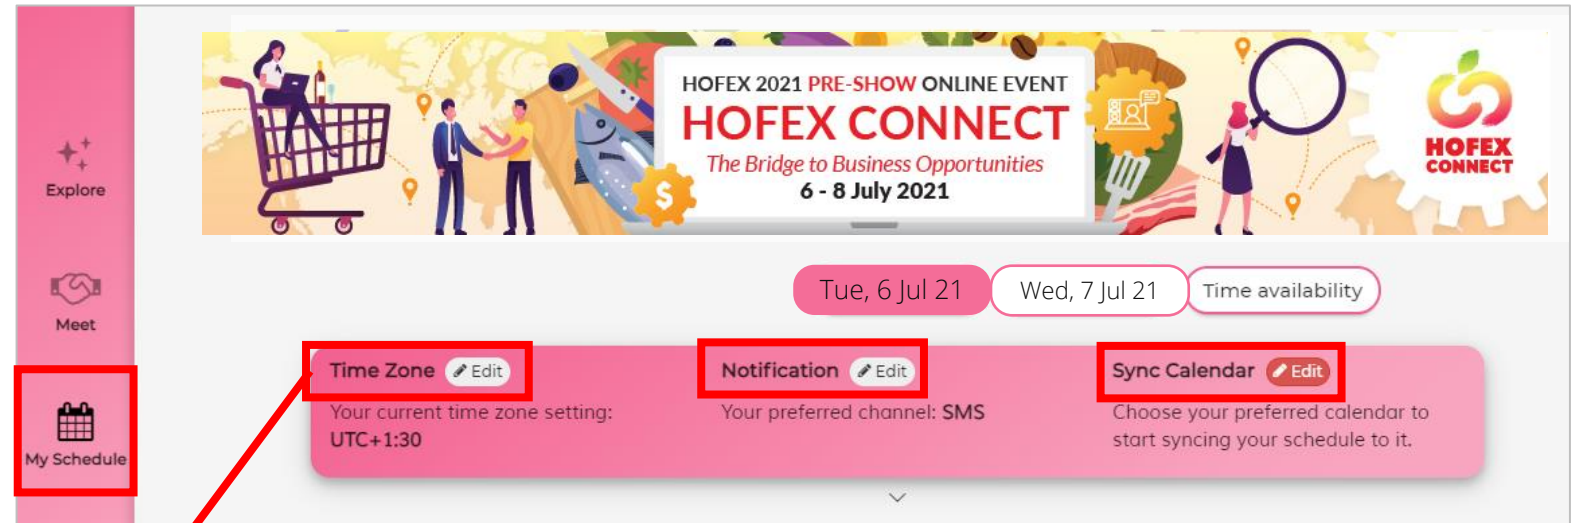 HOFEX 2021 PRE-SHOW ONLINE EVENT
HOFEX CONNECT
The Bridge to Business Opportunities
6 - 8 July 2021
$
HOFEX
CONNECT
Explore
Meet
My Schedule
Tue, 6 Jul 21
Wed, 7 Jul 21
Time availability
Time Zone
Edit
Your current time zone setting:
UTC+1:30
Notification
Edit
Your preferred channel: SMS
Sync Calendar
Edit
Choose your preferred calendar to
start syncing your schedule to it.